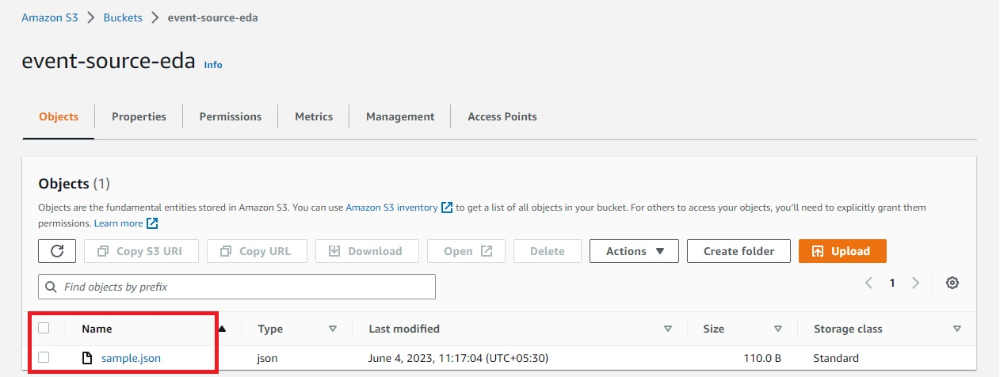 Amazon S3 > Buckets > event-source-eda
event-source-eda Info
Objects Properties Permissions Metrics Management Access Points
Objects (1)
Objects are the fundamental entities stored in Amazon S3. You can use Amazon S3 inventory to get a list of all objects in your bucket. For others to access your objects, you'll need to explicitly grant them
permissions. Learn more
Copy S3 URI Copy URL Download Open Delete Actions Create folder Upload
Find objects by prefix 1
Name Type Last modified Size Storage class
sample.json json June 4, 2023, 11:17:04 (UTC+05:30) 110.0 B Standard